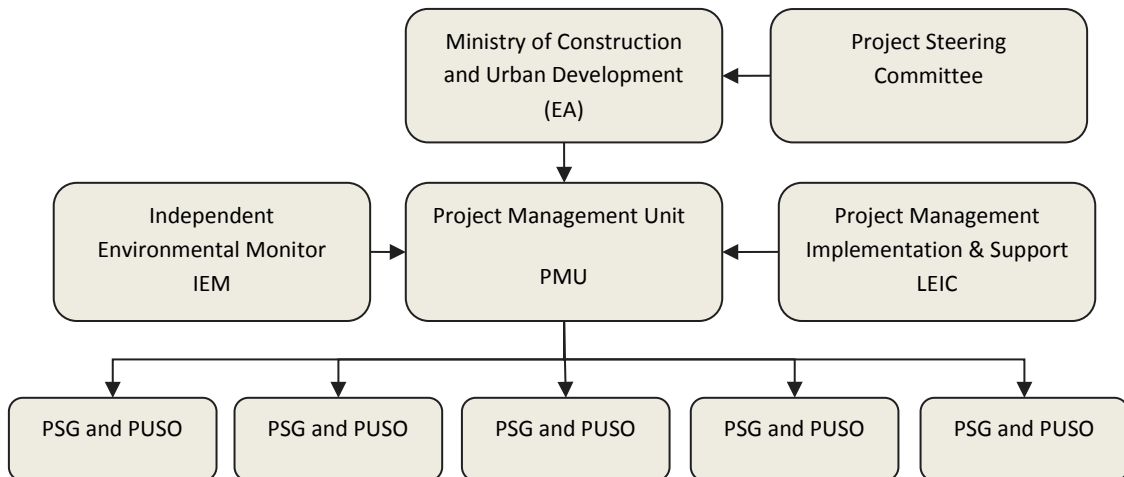 Ministry of Construction
and Urban Development
(EA)
Project Steering
Committee
Independent
Environmental Monitor
IEM
Project Management Unit
PMU
Project Management
Implementation & Support
LEIC
PSG and PUSO
PSG and PUSO
PSG and PUSO
PSG and PUSO
PSG and PUSO